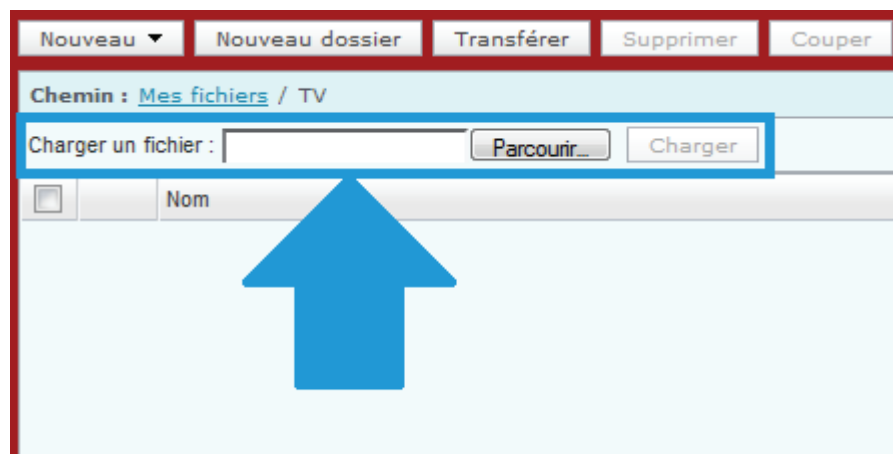 Nouveau Nouveau dossier Transférer Supprimer Couper
Chemin : Mes fichiers / TV
Charger un fichier : Parcourir... Charger
Nom